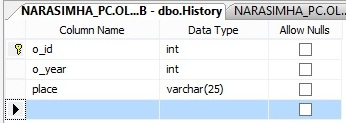 NARASIMHA_PC.OL...B - dbo.History NARASIMHA_PC.OL
Column Name Data Type Allow Nulls
o_id int
o_year int
place varchar(25)